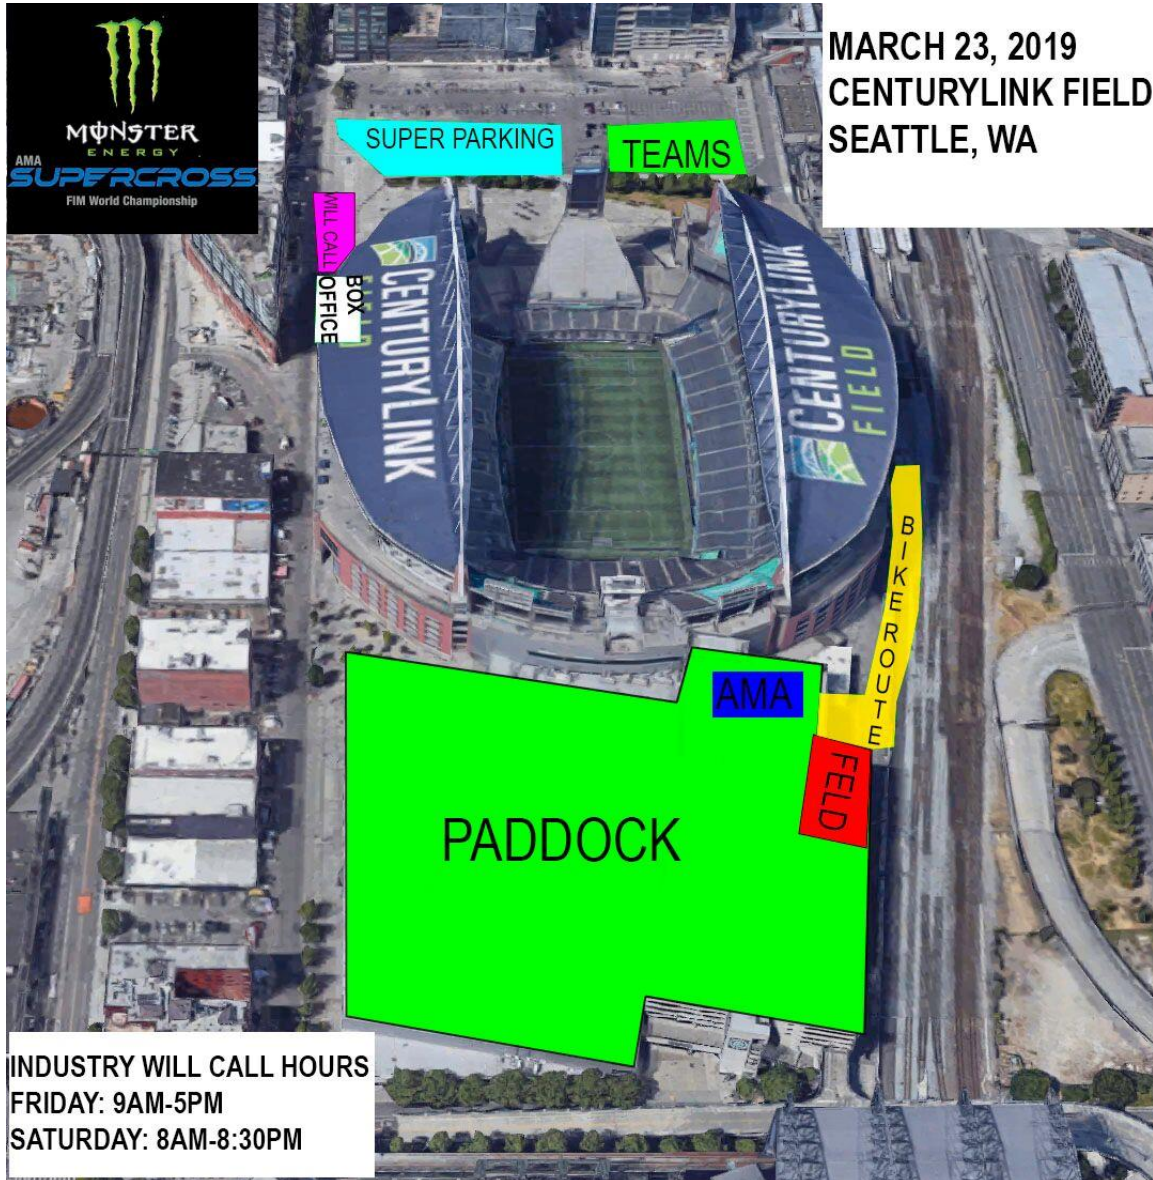 MONSTER
ENERGY
AMA
SUPERCROSS
FIM World Championship
MARCH 23, 2019
CENTURYLINK FIELD
SEATTLE, WA
SUPER PARKING
TEAMS
WILL CALL
BOX
OFFICE
CENTURYLINK
FIELD
CENTURYLINK
FIELD
BIKE ROUTE
AMA
FELD
PADDOCK
INDUSTRY WILL CALL HOURS
FRIDAY: 9AM-5PM
SATURDAY: 8AM-8:30PM